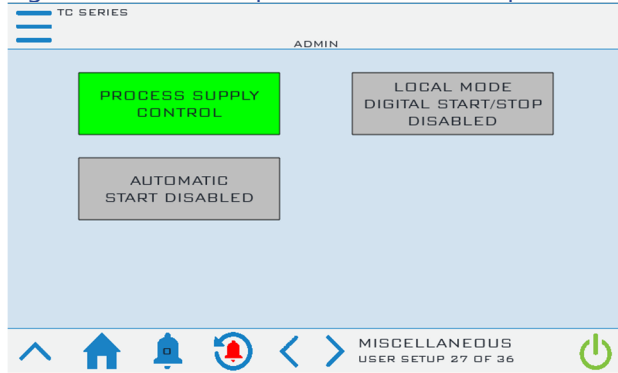 TC SERIES
ADMIN
PROCESS SUPPLY
CONTROL
LOCAL MODE
DIGITAL START/STOP
DISABLED
AUTOMATIC
START DISABLED
0
MISCELLANEOUS
USER SETUP 27 OF 36